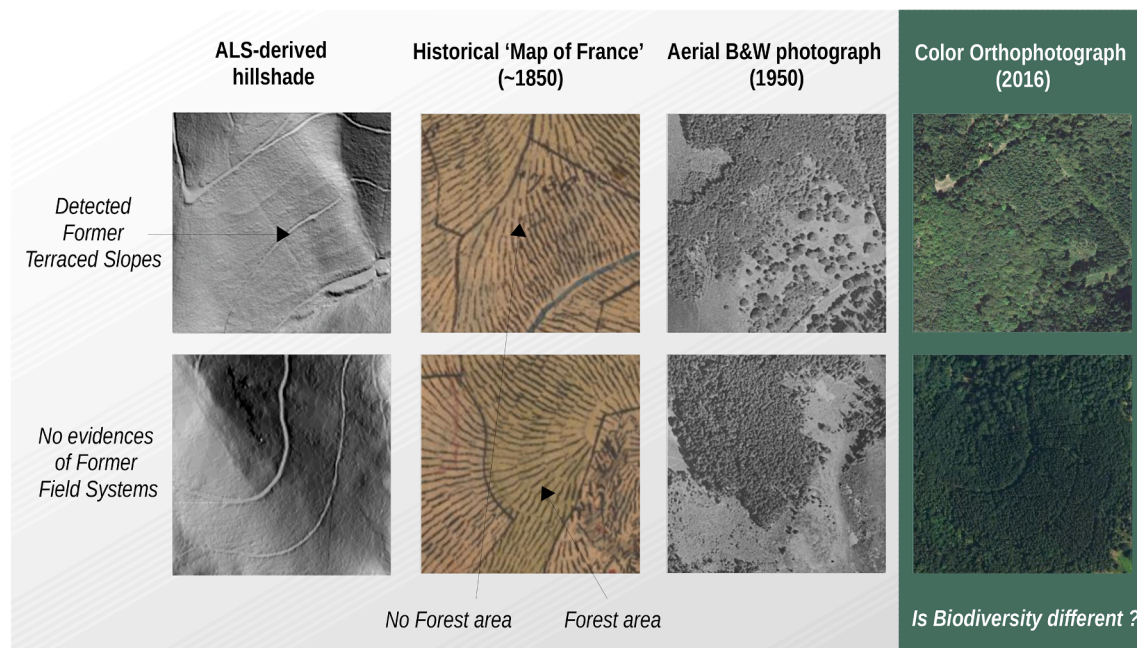 ALS-derived
hillshade
Historical ‘Map of France’
(~1850)
Aerial B&W photograph
(1950)
Color Orthophotograph
(2016)
Detected
Former
Terraced Slopes
No evidences
of Former
Field Systems
No Forest area
Forest area
Is Biodiversity different ?